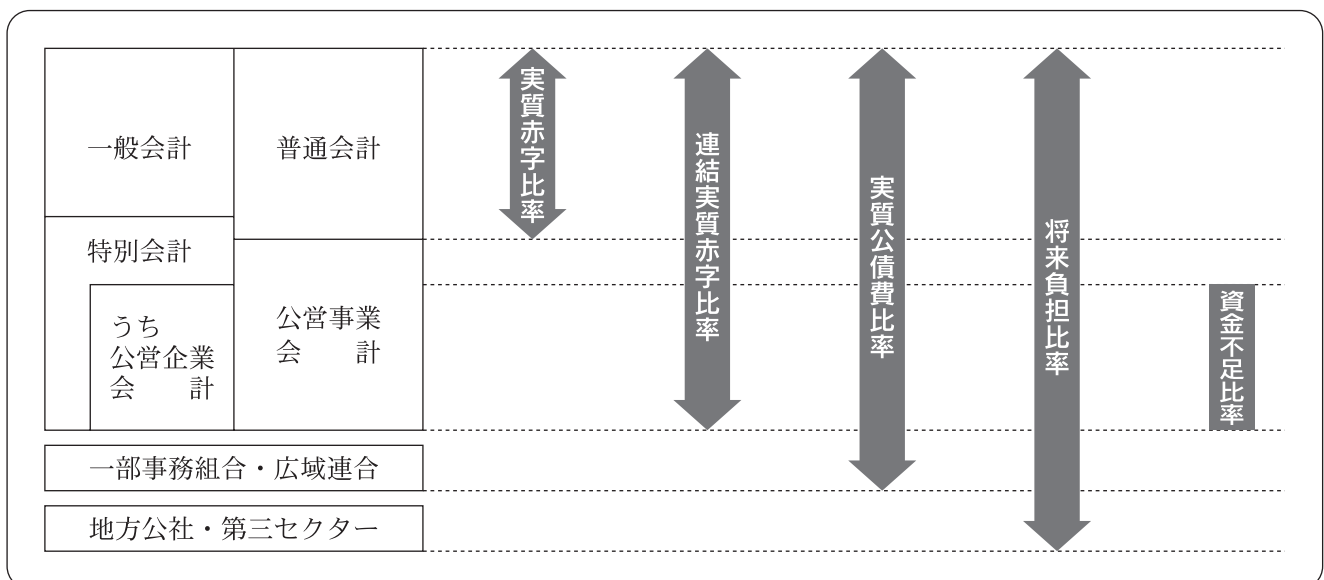 一般会計
普通会計
特別会計
うち
公営企業
会　　計
公営事業
会　　計
一部事務組合・広域連合
地方公社・第三セクター
実質赤字比率
連結実質赤字比率
実質公債費比率
将来負担比率
資金不足比率